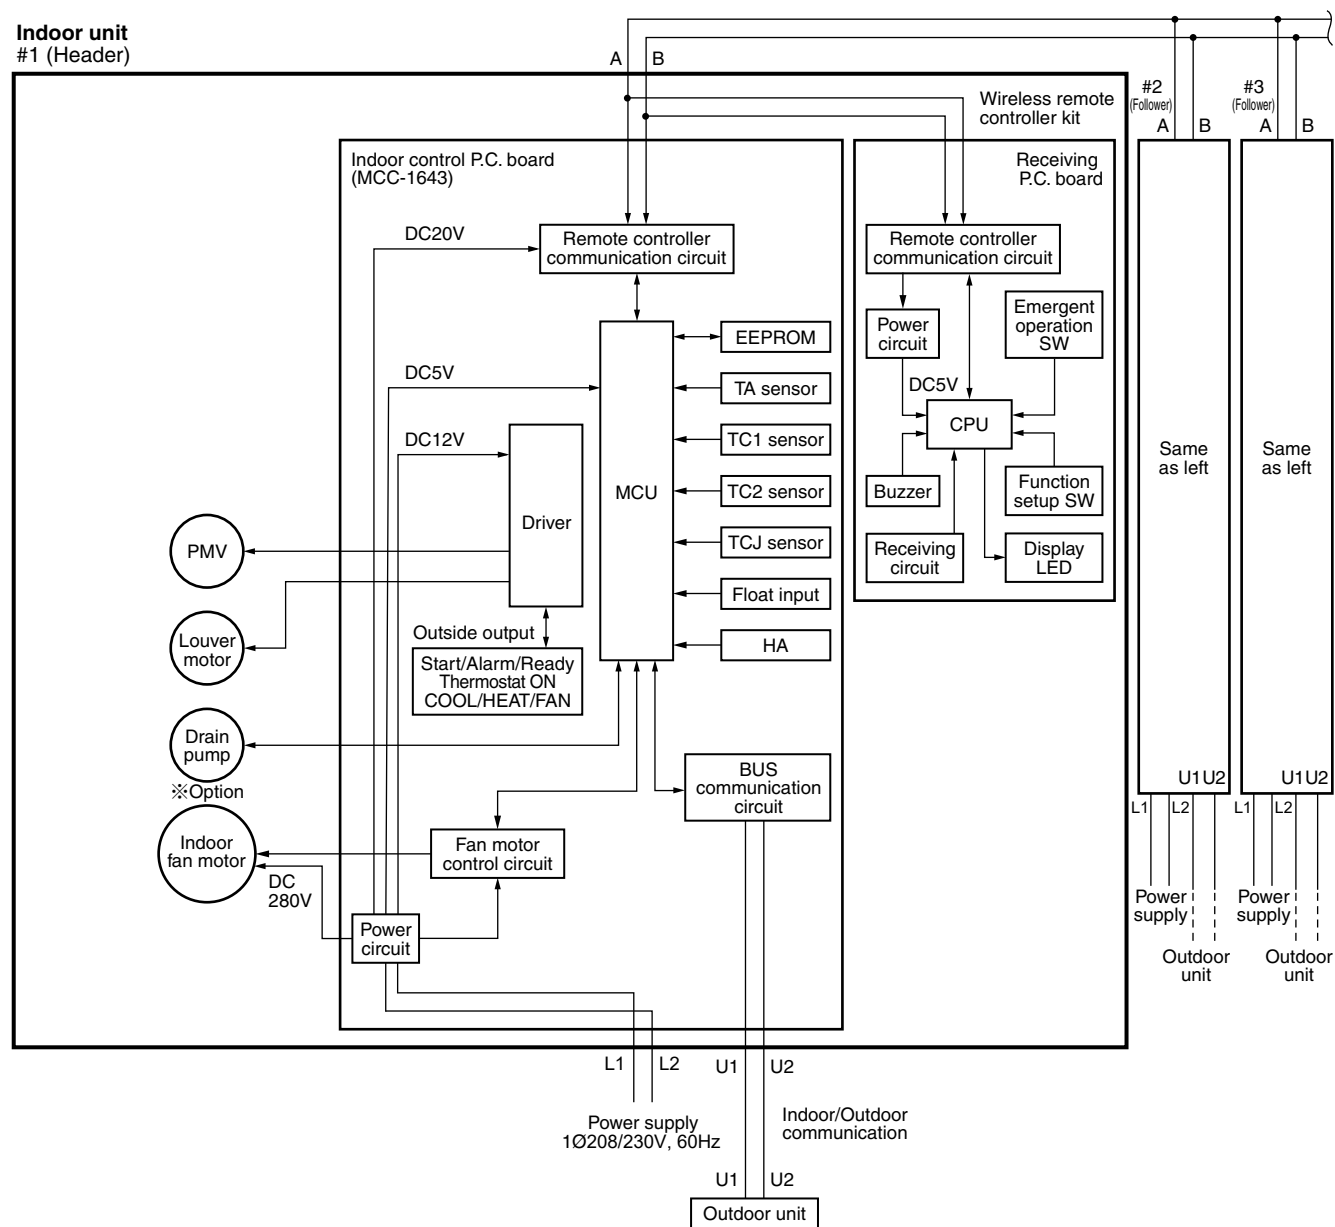 Indoor unit
#1 (Header)
A
B
Wireless remote
controller kit
#2
(Follower)
A
B
#3
(Follower)
A
B
Indoor control P.C. board
(MCC-1643)
Receiving
P.C. board
DC20V
Remote controller
communication circuit
Remote controller
communication circuit
Power
circuit
Emergent
operation
SW
EEPROM
DC5V
TA sensor
DC5V
CPU
DC12V
TC1 sensor
MCU
TC2 sensor
Buzzer
Function
setup SW
Same
as left
Same
as left
Driver
TCJ sensor
Receiving
circuit
Display
LED
PMV
Float input
Louver
motor
Outside output
HA
Start/Alarm/Ready
Thermostat ON
COOL/HEAT/FAN
Drain
pump
※Option
BUS
communication
circuit
U1U2
U1U2
L1
L2
L1
L2
Indoor
fan motor
Fan motor
control circuit
DC
280V
Power
circuit
Power
supply
Power
supply
Outdoor
unit
Outdoor
unit
L1
L2
U1
U2
Power supply
1Ø208/230V, 60Hz
Indoor/Outdoor
communication
U1
U2
Outdoor unit